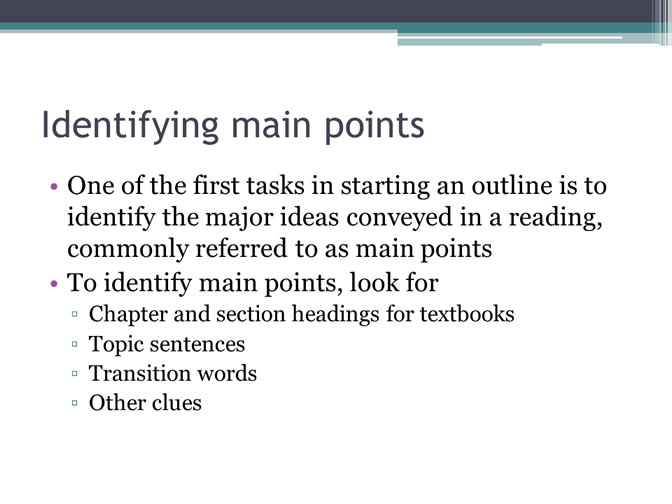 Identifying main points
• One of the first tasks in starting an outline is to
identify the major ideas conveyed in a reading,
commonly referred to as main points
• To identify main points, look for
▫ Chapter and section headings for textbooks
▫ Topic sentences
▫ Transition words
▫ Other clues